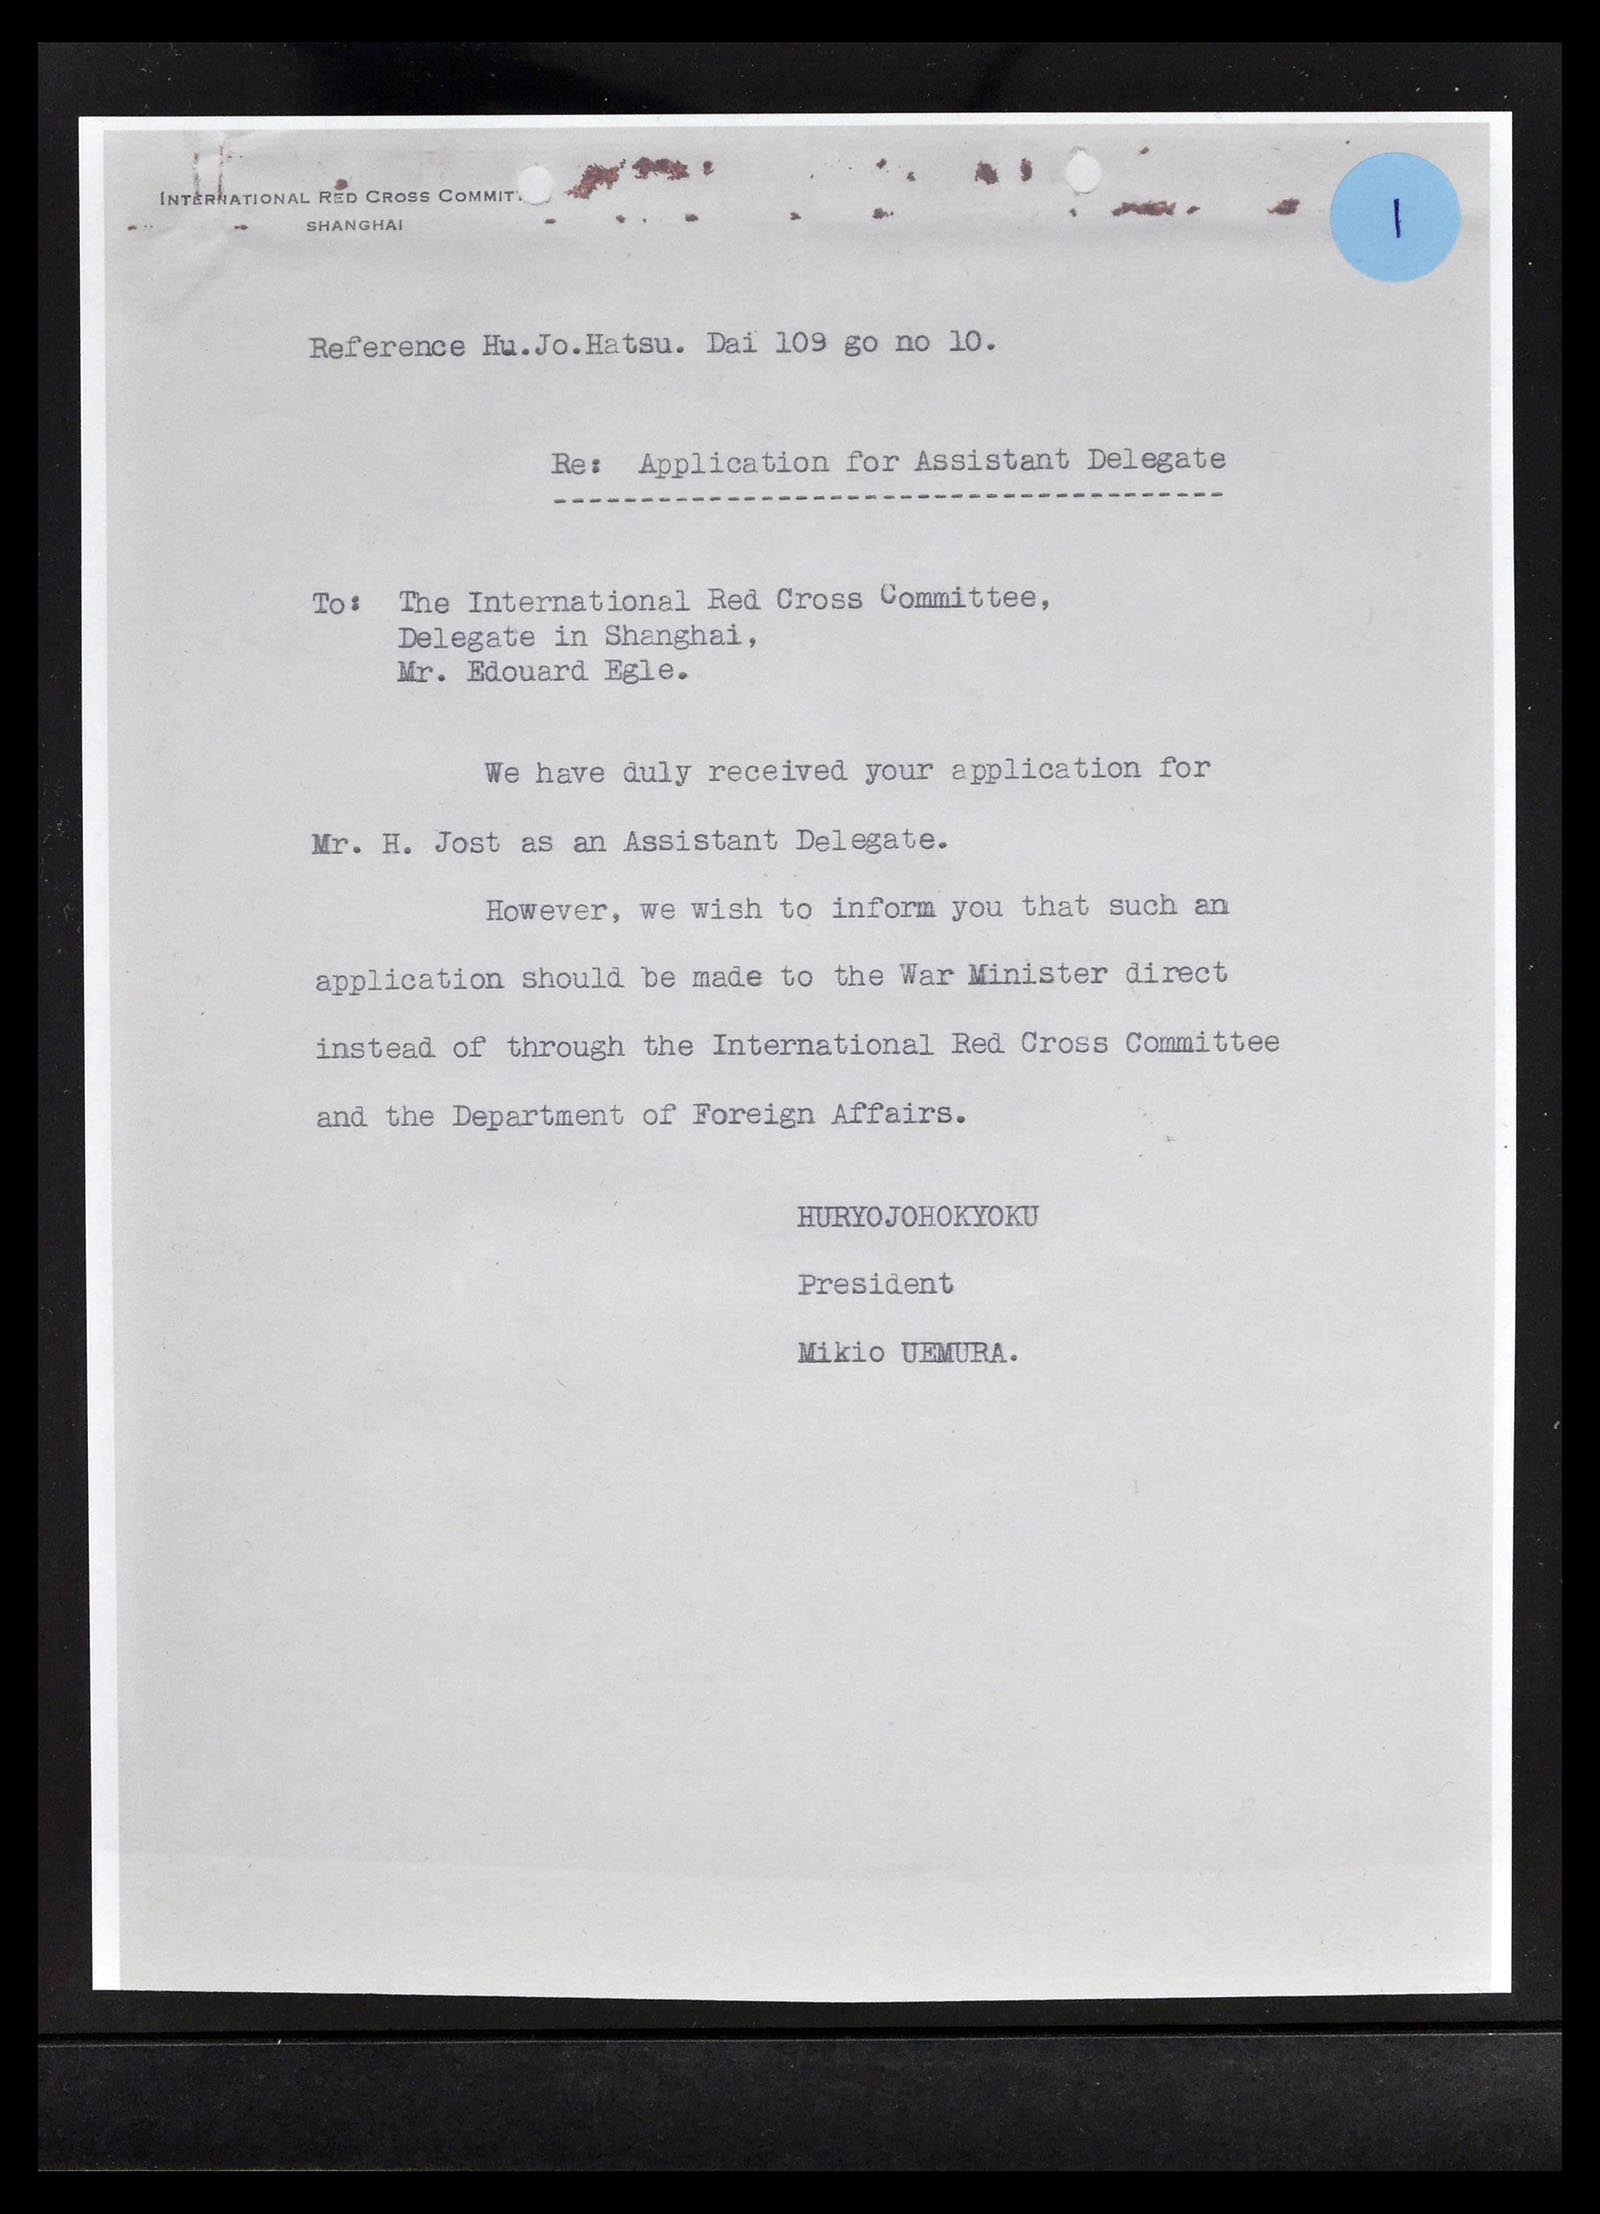 INTERNATIONAL RED CROSS
SHANGHAI
1
Reference Hu.Jo.Hatsu. Dai 109 go no 10.
Re: Application for Assistant Delegate
To: The International Red Cross Committee,
Delegate in Shanghai,
Mr. Edouard Egle.
We have duly received your application for
Mr. H. Jost as an Assistant Delegate.
However, we wish to inform you that such an
application should be made to the War Minister direct
instead of through the International Red Cross Committee
and the Department of Foreign Affairs.
HURYOJOHOKYOKU
President
Mikio UEMURA.